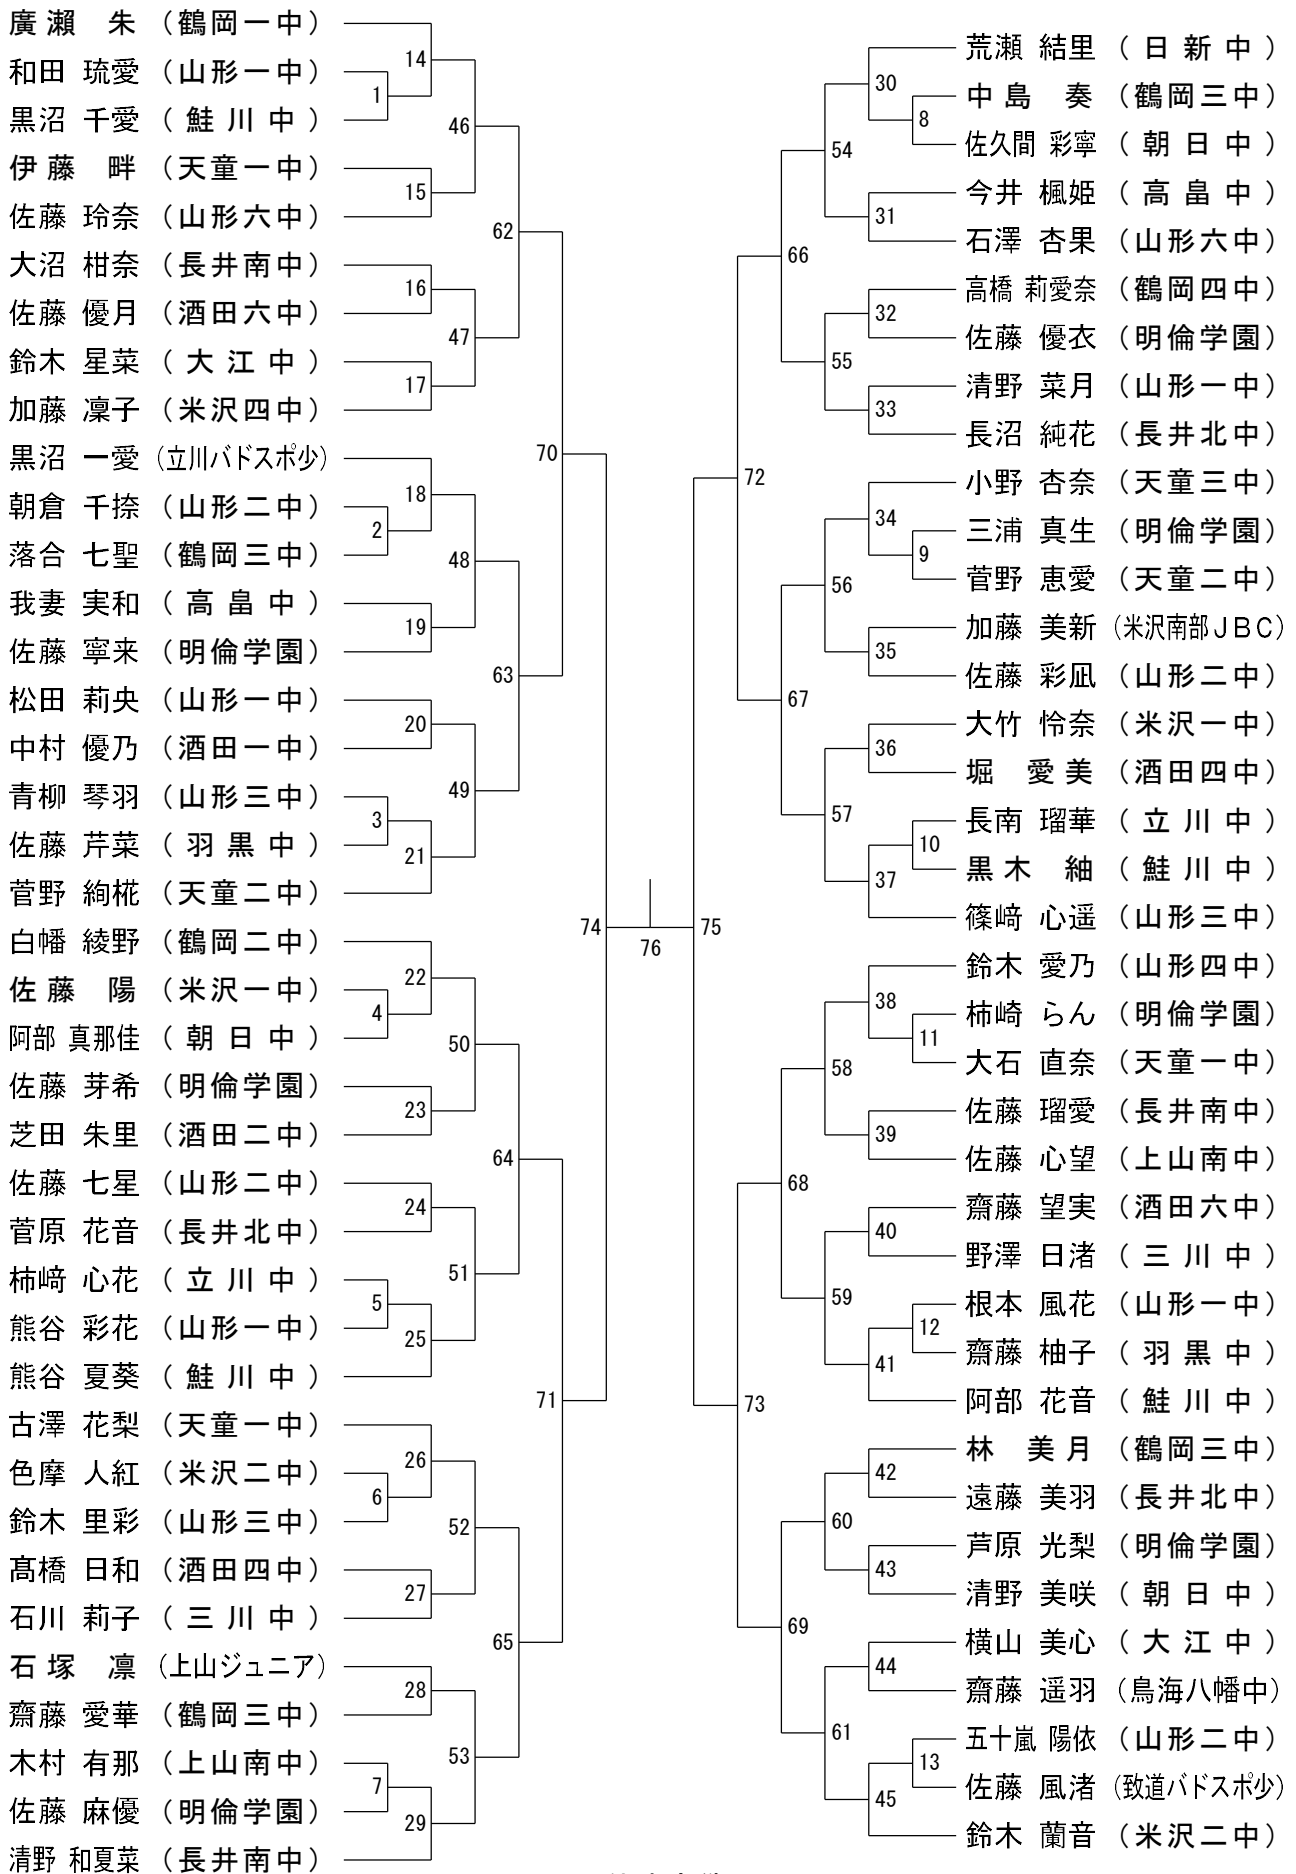 廣瀬 朱 （鶴岡一中）
和田 琉愛 （山形一中）
黒沼 千愛 （鮭川中）
伊藤 畔 （天童一中）
佐藤 玲奈 （山形六中）
大沼 柑奈 （長井南中）
佐藤 優月 （酒田六中）
鈴木 星菜 （大江中）
加藤 凜子 （米沢四中）
黒沼 一愛 （立川バドスポ少）
朝倉 千捺 （山形二中）
落合 七聖 （鶴岡三中）
我妻 実和 （高畠中）
佐藤 寧来 （明倫学園）
松田 莉央 （山形一中）
中村 優乃 （酒田一中）
青柳 琴羽 （山形三中）
佐藤 芹菜 （羽黒中）
菅野 絢椛 （天童二中）
白幡 綾野 （鶴岡二中）
佐藤 陽 （米沢一中）
阿部 真那佳 （朝日中）
佐藤 芽希 （明倫学園）
芝田 朱里 （酒田二中）
佐藤 七星 （山形二中）
菅原 花音 （長井北中）
柿﨑 心花 （立川中）
熊谷 彩花 （山形一中）
熊谷 夏葵 （鮭川中）
古澤 花梨 （天童一中）
色摩 人紅 （米沢二中）
鈴木 里彩 （山形三中）
髙橋 日和 （酒田四中）
石川 莉子 （三川中）
石塚 凛 （上山ジュニア）
齋藤 愛華 （鶴岡三中）
木村 有那 （上山南中）
佐藤 麻優 （明倫学園）
清野 和夏菜 （長井南中）
14
1
46
15
62
16
47
17
70
18
2
48
19
63
20
49
3
21
74
22
4
50
23
64
24
51
5
25
71
26
6
52
27
65
28
53
7
29
76
75
30
8
54
31
66
32
55
33
72
34
9
56
35
67
36
57
10
37
38
11
58
39
68
40
59
12
41
73
42
60
43
69
44
61
13
45
荒瀬 結里 （日新中）
中島 奏 （鶴岡三中）
佐久間 彩寧 （朝日中）
今井 楓姫 （高畠中）
石澤 杏果 （山形六中）
高橋 莉愛奈 （鶴岡四中）
佐藤 優衣 （明倫学園）
清野 菜月 （山形一中）
長沼 純花 （長井北中）
小野 杏奈 （天童三中）
三浦 真生 （明倫学園）
菅野 恵愛 （天童二中）
加藤 美新 （米沢南部ＪＢＣ）
佐藤 彩凪 （山形二中）
大竹 怜奈 （米沢一中）
堀 愛美 （酒田四中）
長南 瑠華 （立川中）
黒木 紬 （鮭川中）
篠﨑 心遥 （山形三中）
鈴木 愛乃 （山形四中）
柿崎 らん （明倫学園）
大石 直奈 （天童一中）
佐藤 瑠愛 （長井南中）
佐藤 心望 （上山南中）
齋藤 望実 （酒田六中）
野澤 日渚 （三川中）
根本 風花 （山形一中）
齋藤 柚子 （羽黒中）
阿部 花音 （鮭川中）
林 美月 （鶴岡三中）
遠藤 美羽 （長井北中）
芦原 光梨 （明倫学園）
清野 美咲 （朝日中）
横山 美心 （大江中）
齋藤 遥羽 （鳥海八幡中）
五十嵐 陽依 （山形二中）
佐藤 風渚 （致道バドスポ少）
鈴木 蘭音 （米沢二中）